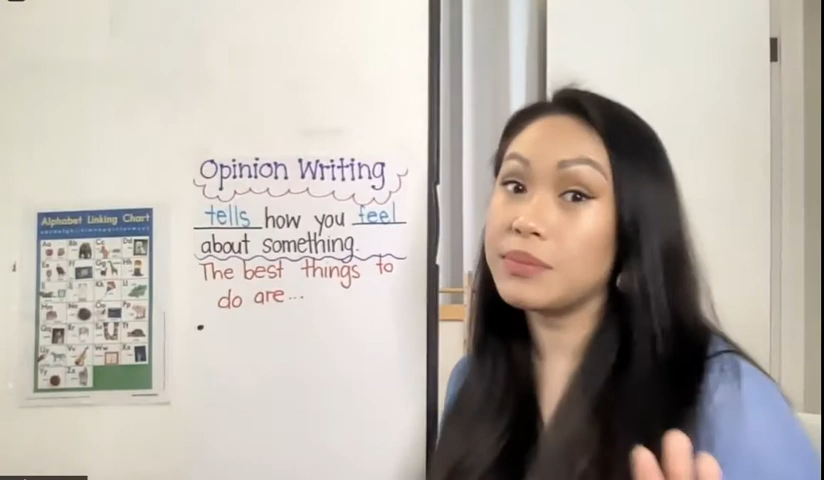 Opinion Writing
tells how you feel
about something.
The best things to
do are...
Alphabet Linking Chart